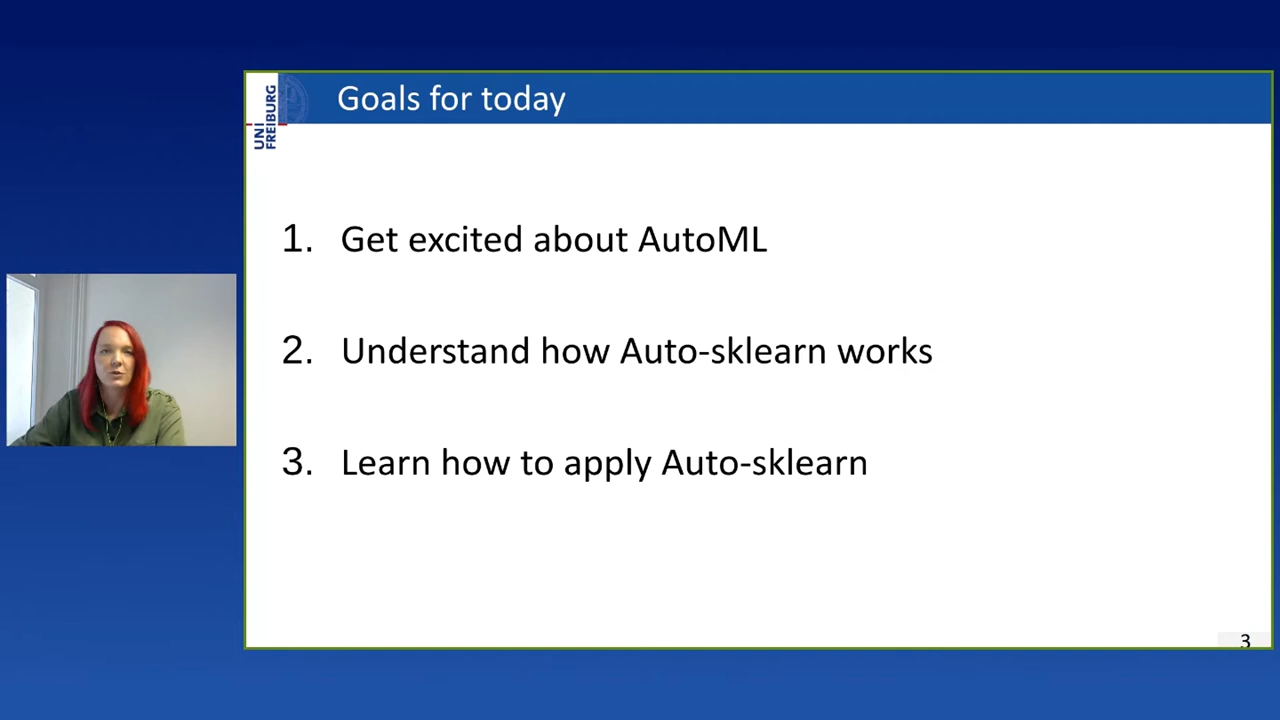 UNI
FREIBURG
Goals for today
1. Get excited about AutoML
2. Understand how Auto-sklearn works
3. Learn how to apply Auto-sklearn
3